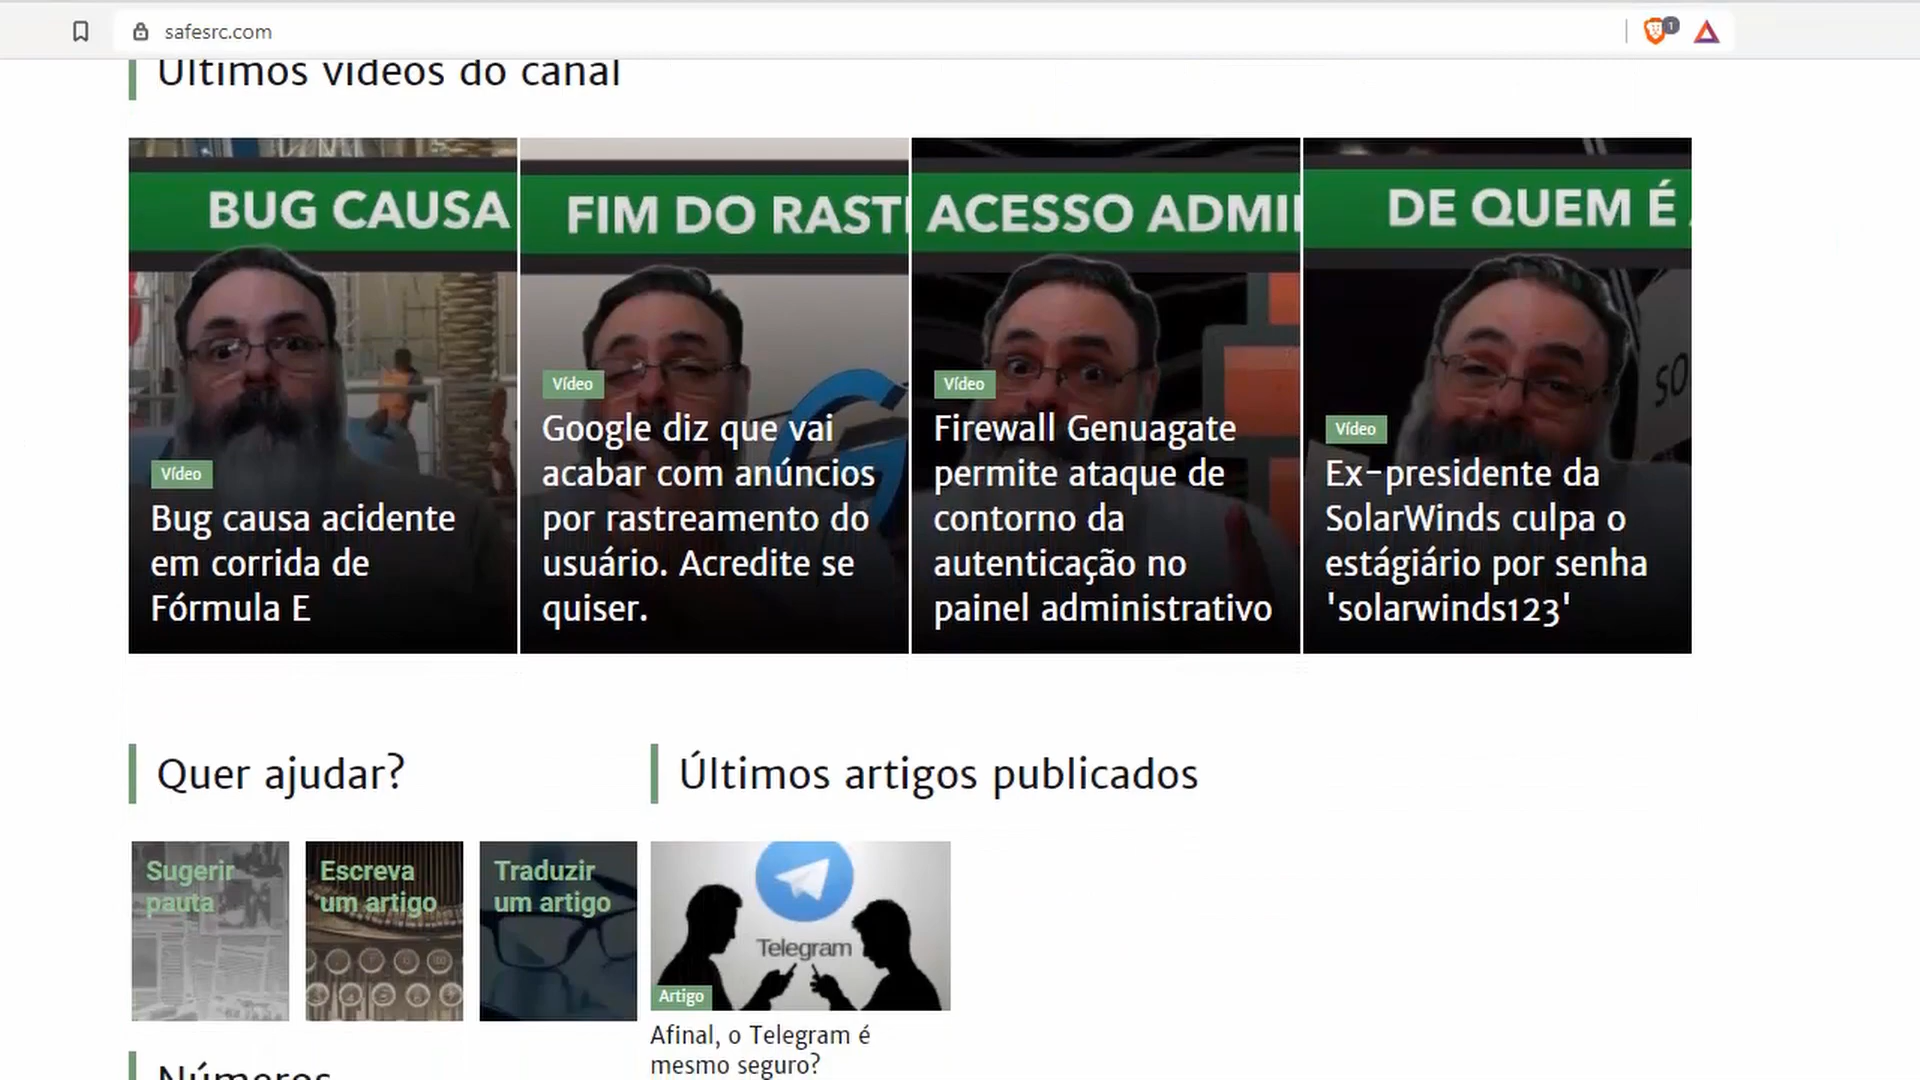 safesrc.com
1
Últimos vídeos do canal
BUG CAUSA
Vídeo
Bug causa acidente
em corrida de
Fórmula E
FIM DO RAST
Vídeo
Google diz que vai
acabar com anúncios
por rastreamento do
usuário. Acredite se
quiser.
ACESSO ADMI
Vídeo
Firewall Genuagate
permite ataque de
contorno da
autenticação no
painel administrativo
DE QUEM É
SO
Vídeo
Ex-presidente da
SolarWinds culpa o
estágiário por senha
'solarwinds123'
Quer ajudar?
Sugerir
pauta
Escreva
um artigo
Traduzir
um artigo
Últimos artigos publicados
Telegram
Artigo
Afinal, o Telegram é
mesmo seguro?
Números